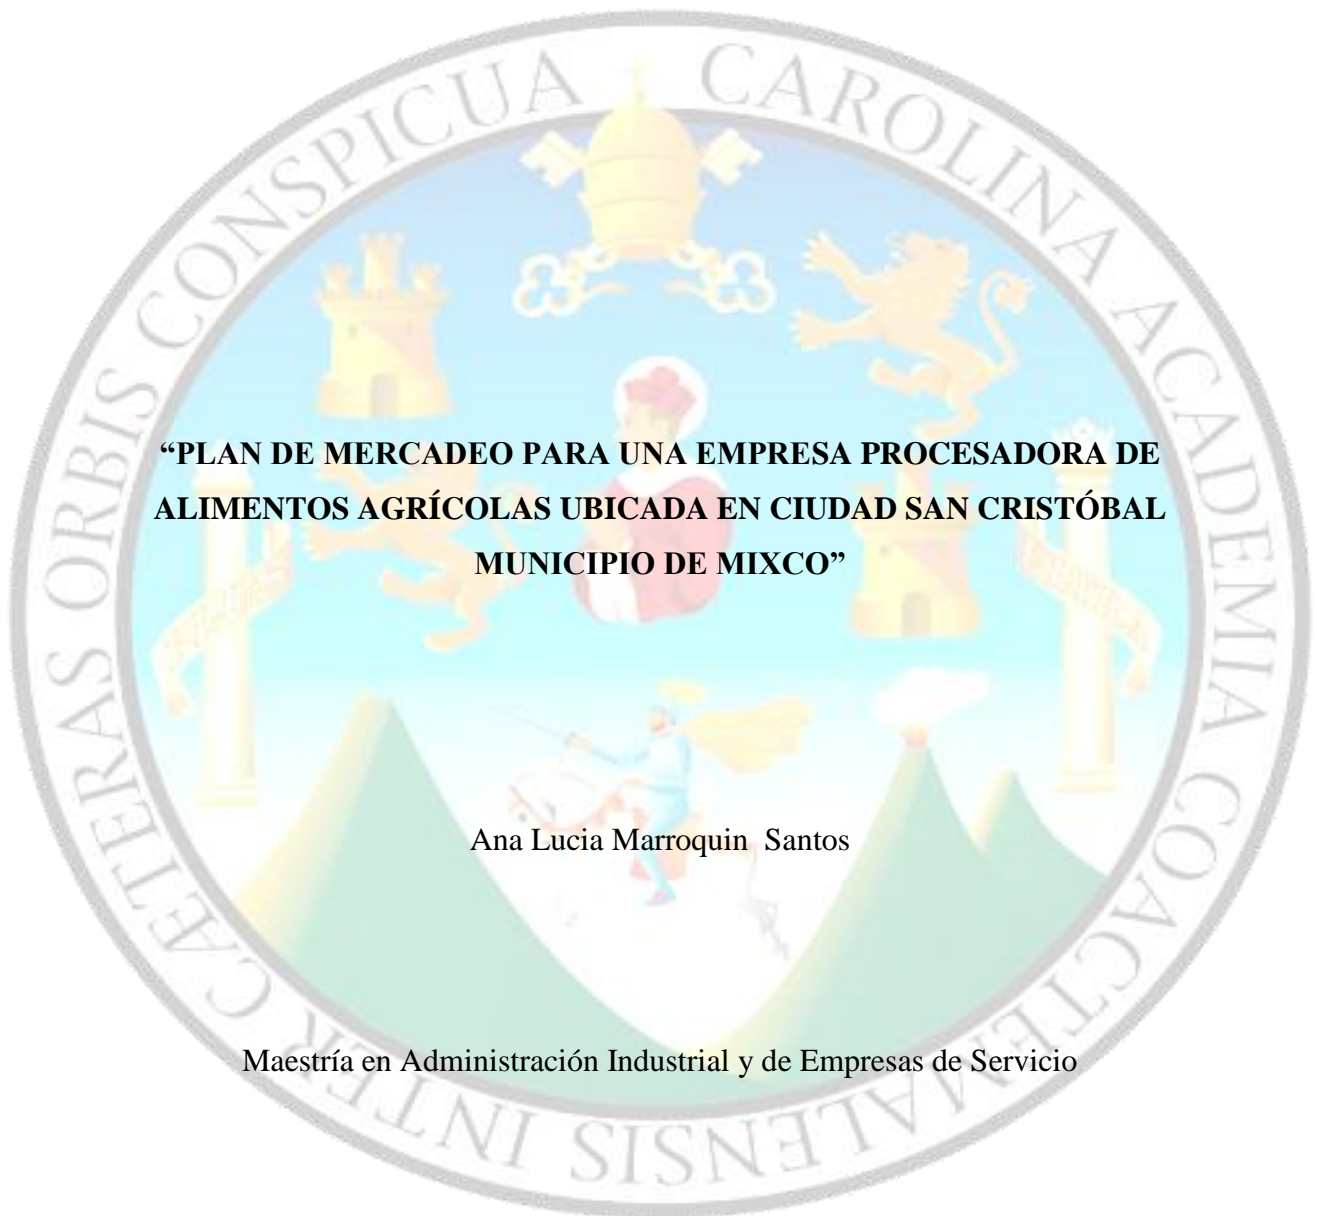 CAROLINA ACADEMIA COACTEMALENSIS INTER CÆTERAS ORBIS CONSPICUA
“PLAN DE MERCADEO PARA UNA EMPRESA PROCESADORA DE
ALIMENTOS AGRÍCOLAS UBICADA EN CIUDAD SAN CRISTÓBAL
MUNICIPIO DE MIXCO”
Ana Lucia Marroquin Santos
Maestría en Administración Industrial y de Empresas de Servicio